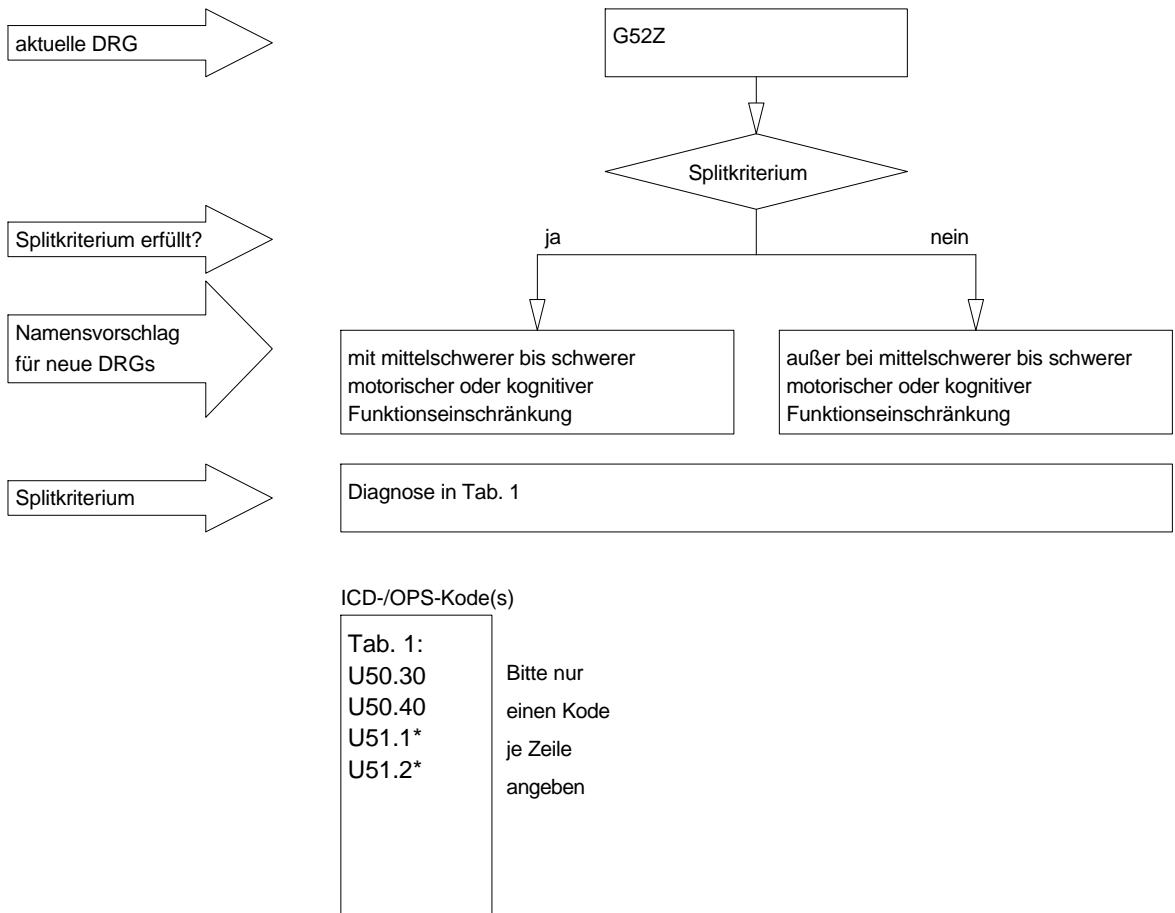 aktuelle DRG
G52Z
Splitkriterium
Splitkriterium erfüllt?
ja
nein
Namensvorschlag
für neue DRGs
mit mittelschwerer bis schwerer
motorischer oder kognitiver
Funktionseinschränkung
außer bei mittelschwerer bis schwerer
motorischer oder kognitiver
Funktionseinschränkung
Splitkriterium
Diagnose in Tab. 1
ICD-/OPS-Kode(s)
Tab. 1:
U50.30
U50.40
U51.1*
U51.2*
Bitte nur
einen Kode
je Zeile
angeben